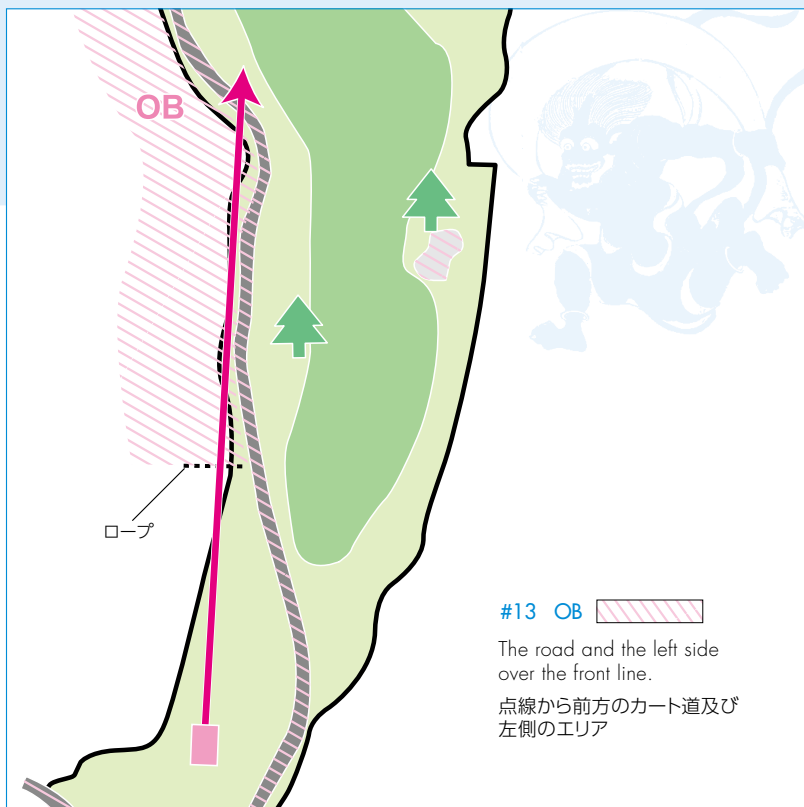 OB
ロープ
#13 OB
The road and the left side
over the front line.
点線から前方のカート道及び
左側のエリア